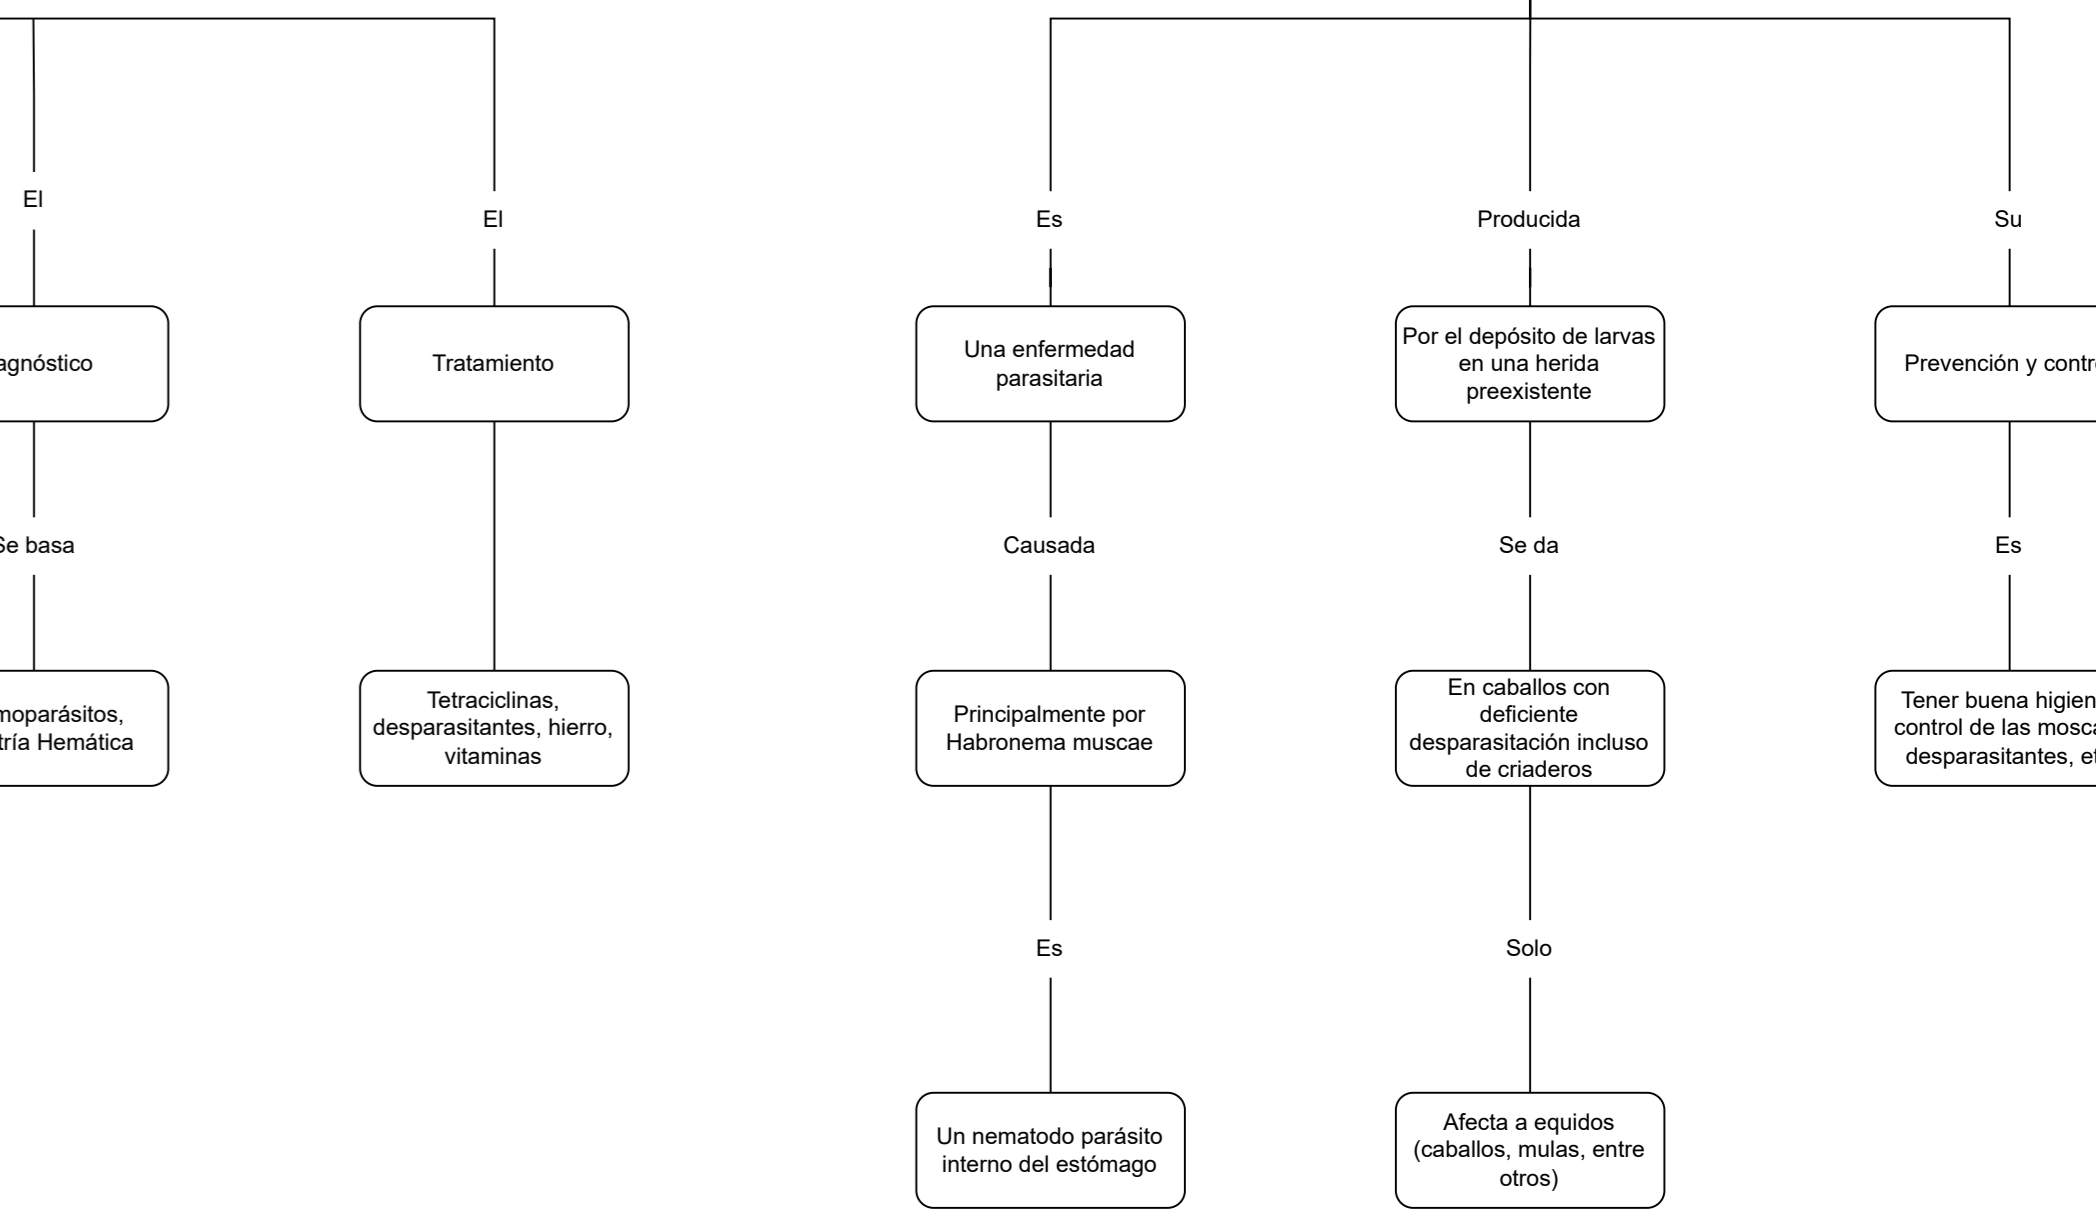 El
El
Es
Producida
Su
agnóstico
Tratamiento
Una enfermedad
parasitaria
Por el depósito de larvas
en una herida
preexistente
Prevención y contr
Se basa
Causada
Se da
Es
moparásitos,
tría Hemática
Tetraciclinas,
desparasitantes, hierro,
vitaminas
Principalmente por
Habronema muscae
En caballos con
deficiente
desparasitación incluso
de criaderos
Tener buena higien
control de las mosca
desparasitantes, et
Es
Solo
Un nematodo parásito
interno del estómago
Afecta a equidos
(caballos, mulas, entre
otros)